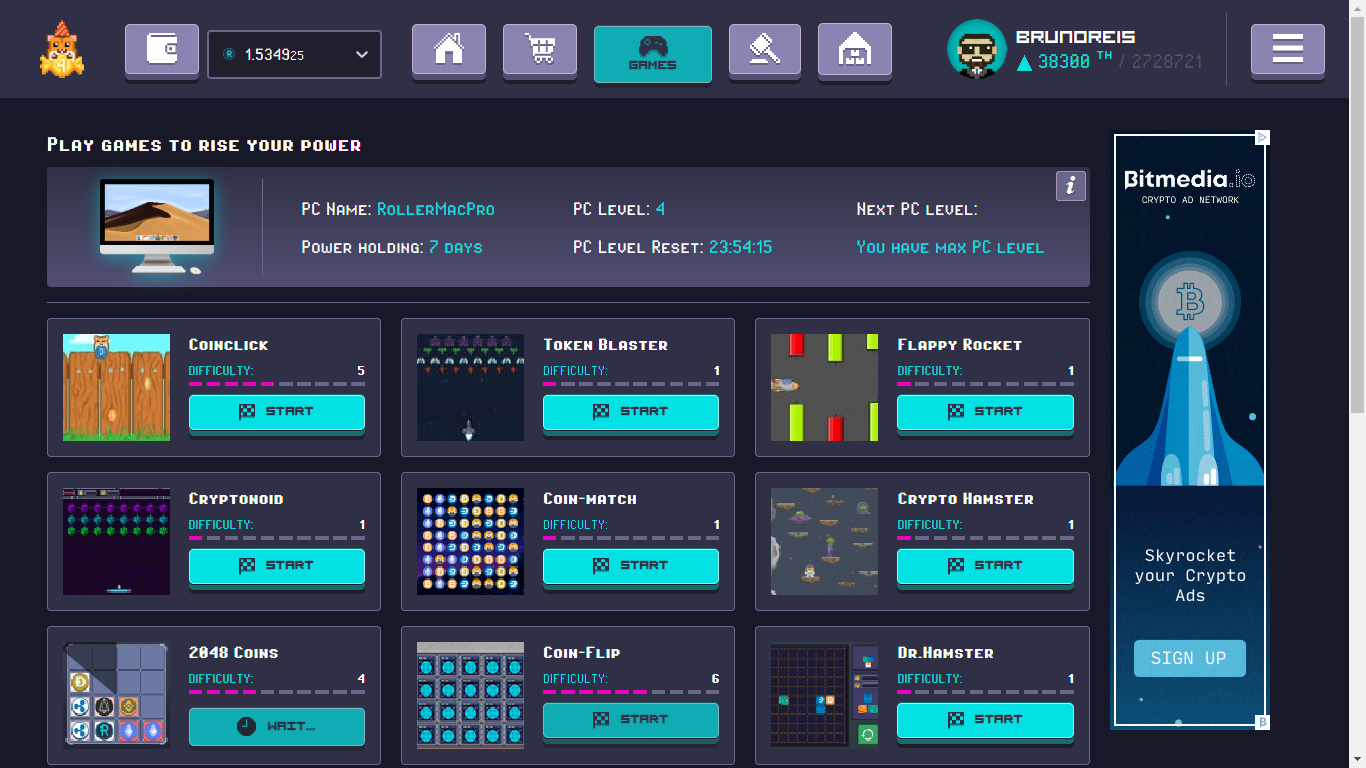 1.5349425
GAMES
BRUNOREIS
38300 TH / 2728721
PLAY GAMES TO RISE YOUR POWER
PC NAME: ROLLERMACPRO
PC LEVEL: 4
NEXT PC LEVEL:
POWER HOLDING: 7 DAYS
PC LEVEL RESET: 23:54:15
YOU HAVE MAX PC LEVEL
i
COINCLICK
DIFFICULTY: 5
START
TOKEN BLASTER
DIFFICULTY: 1
START
FLAPPY ROCKET
DIFFICULTY: 1
START
CRYPTONOID
DIFFICULTY: 1
START
COIN-MATCH
DIFFICULTY: 1
START
CRYPTO HAMSTER
DIFFICULTY: 1
START
2048 COINS
DIFFICULTY: 4
WAIT...
COIN-FLIP
DIFFICULTY: 6
START
DR.HAMSTER
DIFFICULTY: 1
START
Bitmedia.io
CRYPTO AD NETWORK
Skyrocket
your Crypto
Ads
SIGN UP